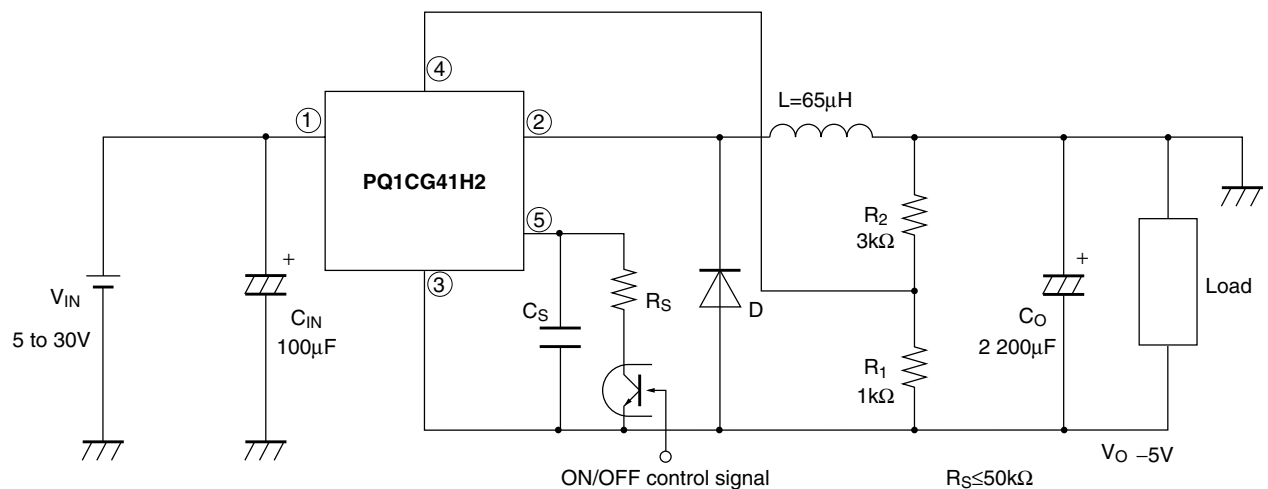 ④
L=65μH
①
②
PQ1CG41H2
⑤
R2
3kΩ
+
+
③
VIN
5 to 30V
CIN
100μF
CS
RS
D
CO
2 200μF
Load
R1
1kΩ
VO –5V
ON/OFF control signal
RS≤50kΩ